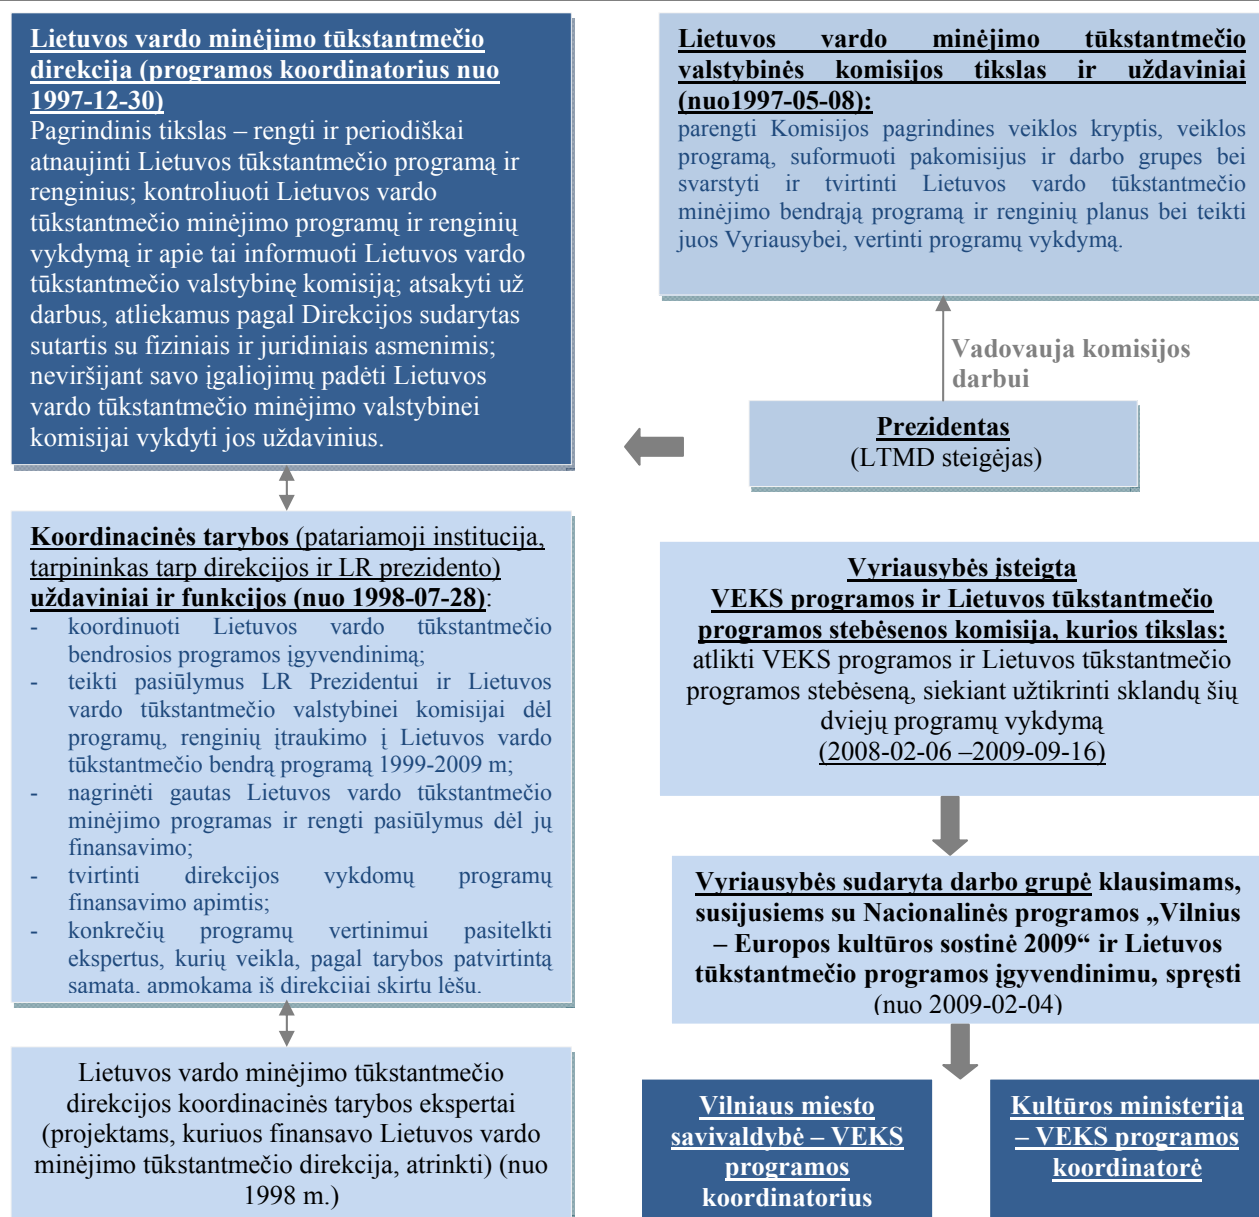 Lietuvos vardo minėjimo tūkstantmečio
direkcija (programos koordinatorius nuo
1997-12-30)
Pagrindinis tikslas – rengti ir periodiškai
atnaujinti Lietuvos tūkstantmečio programą ir
renginius; kontroliuoti Lietuvos vardo
tūkstantmečio minėjimo programų ir renginių
vykdymą ir apie tai informuoti Lietuvos vardo
tūkstantmečio valstybinę komisiją; atsakyti už
darbus, atliekamus pagal Direkcijos sudarytas
sutartis su fiziniais ir juridiniais asmenimis;
neviršijant savo įgaliojimų padėti Lietuvos
vardo tūkstantmečio minėjimo valstybinei
komisijai vykdyti jos uždavinius.
Lietuvos vardo minėjimo tūkstantmečio
valstybinės komisijos tikslas ir uždaviniai
(nuo1997-05-08):
parengti Komisijos pagrindines veiklos kryptis, veiklos
programą, suformuoti pakomisijus ir darbo grupes bei
svarstyti ir tvirtinti Lietuvos vardo tūkstantmečio
minėjimo bendrąją programą ir renginių planus bei teikti
juos Vyriausybei, vertinti programų vykdymą.
Vadovauja komisijos
darbui
Prezidentas
(LTMD steigėjas)
Koordinacinės tarybos (patariamoji institucija,
tarpininkas tarp direkcijos ir LR prezidento)
uždaviniai ir funkcijos (nuo 1998-07-28):
- koordinuoti Lietuvos vardo tūkstantmečio
bendrosios programos įgyvendinimą;
- teikti pasiūlymus LR Prezidentui ir Lietuvos
vardo tūkstantmečio valstybinei komisijai dėl
programų, renginių įtraukimo į Lietuvos vardo
tūkstantmečio bendrą programą 1999-2009 m;
- nagrinėti gautas Lietuvos vardo tūkstantmečio
minėjimo programas ir rengti pasiūlymus dėl jų
finansavimo;
- tvirtinti direkcijos vykdomų programų
finansavimo apimtis;
- konkrečių programų vertinimui pasitelkti
ekspertus, kurių veikla, pagal tarybos patvirtintą
sąmatą, apmokama iš direkcijai skirtų lėšų.
Lietuvos vardo minėjimo tūkstantmečio
direkcijos koordinacinės tarybos ekspertai
(projektams, kuriuos finansavo Lietuvos vardo
minėjimo tūkstantmečio direkcija, atrinkti) (nuo
1998 m.)
Vyriausybės įsteigta
VEKS programos ir Lietuvos tūkstantmečio
programos stebėsenos komisija, kurios tikslas:
atlikti VEKS programos ir Lietuvos tūkstantmečio
programos stebėseną, siekiant užtikrinti sklandų šių
dviejų programų vykdymą
(2008-02-06 –2009-09-16)
Vyriausybės sudaryta darbo grupė klausimams,
susijusiems su Nacionalinės programos „Vilnius
– Europos kultūros sostinė 2009“ ir Lietuvos
tūkstantmečio programos įgyvendinimu, spręsti
(nuo 2009-02-04)
Vilniaus miesto
savivaldybė – VEKS
programos
koordinatorius
Kultūros ministerija
– VEKS programos
koordinatorė